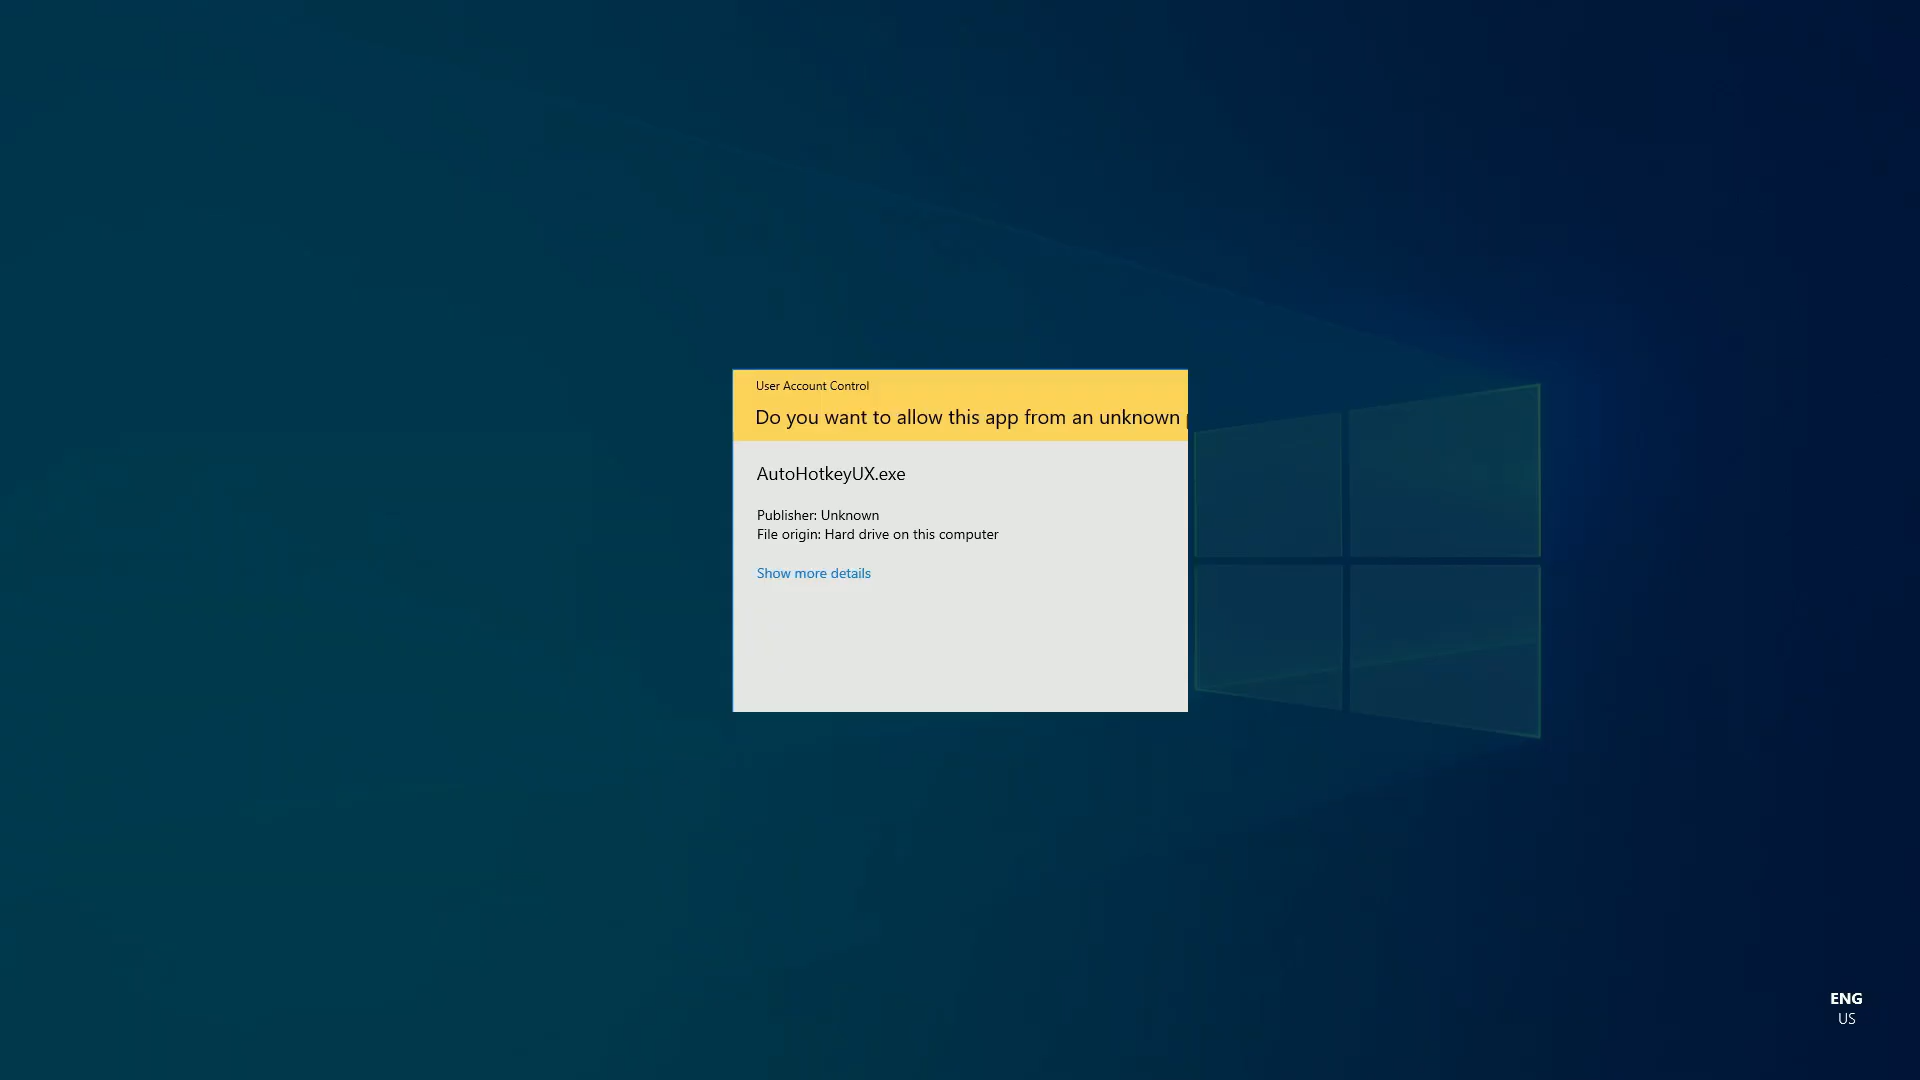 User Account Control
Do you want to allow this app from an unknown
AutoHotkeyUX.exe
Publisher: Unknown
File origin: Hard drive on this computer
Show more details
ENG
US